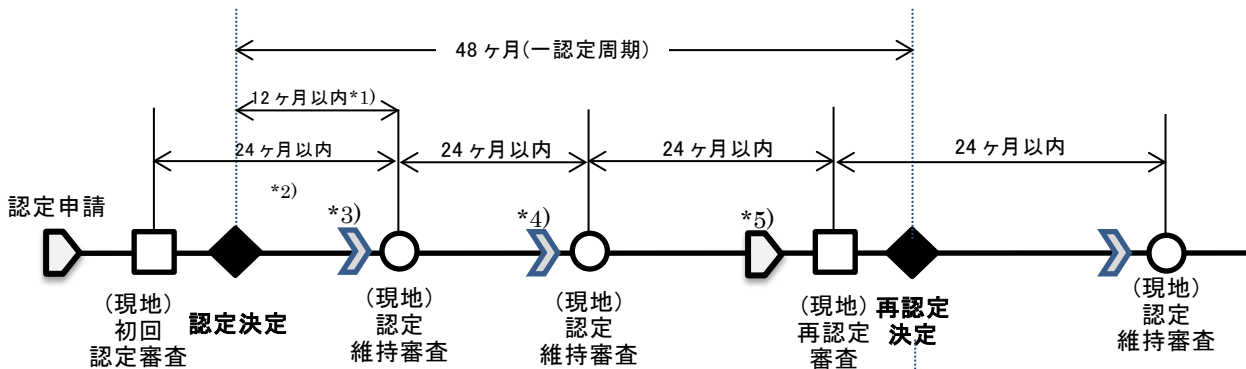 48ヶ月(一認定周期)
12ヶ月以内*1)
24ヶ月以内
24ヶ月以内
24ヶ月以内
24ヶ月以内
*2)
認定申請
*3)
*4)
*5)
(現地)
初回
認定審査
認定決定
(現地)
認定
維持審査
(現地)
認定
維持審査
(現地)
再認定
審査
再認定
決定
(現地)
認定
維持審査